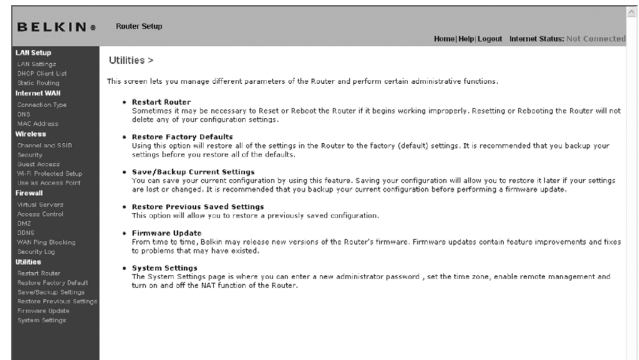 BELKIN®
Router Setup
Home|Help|Logout Internet Status: Not Connected
LAN Setup
LAN Settings
DHCP Client List
Static Routing
Internet WAN
Connection Type
DNS
MAC Address
Wireless
Channel and SSID
Security
Guest Access
Wi-Fi Protected Setup
Use as Access Point
Firewall
Virtual Servers
Access Control
DMZ
DDNS
WAN Ping Blocking
Security Log
Utilities
Restart Router
Restore Factory Default
Save/Backup Settings
Restore Previous Settings
Firmware Update
System Settings
Utilities >
This screen lets you manage different parameters of the Router and perform certain administrative functions.
• Restart Router
Sometimes it may be necessary to Reset or Reboot the Router if it begins working improperly. Resetting or Rebooting the Router will not
delete any of your configuration settings.
• Restore Factory Defaults
Using this option will restore all of the settings in the Router to the factory (default) settings. It is recommended that you backup your
settings before you restore all of the defaults.
• Save/Backup Current Settings
You can save your current configuration by using this feature. Saving your configuration will allow you to restore it later if your settings
are lost or changed. It is recommended that you backup your current configuration before performing a firmware update.
• Restore Previous Saved Settings
This option will allow you to restore a previously saved configuration.
• Firmware Update
From time to time, Belkin may release new versions of the Router's firmware. Firmware updates contain feature improvements and fixes
to problems that may have existed.
• System Settings
The System Settings page is where you can enter a new administrator password , set the time zone, enable remote management and
turn on and off the NAT function of the Router.